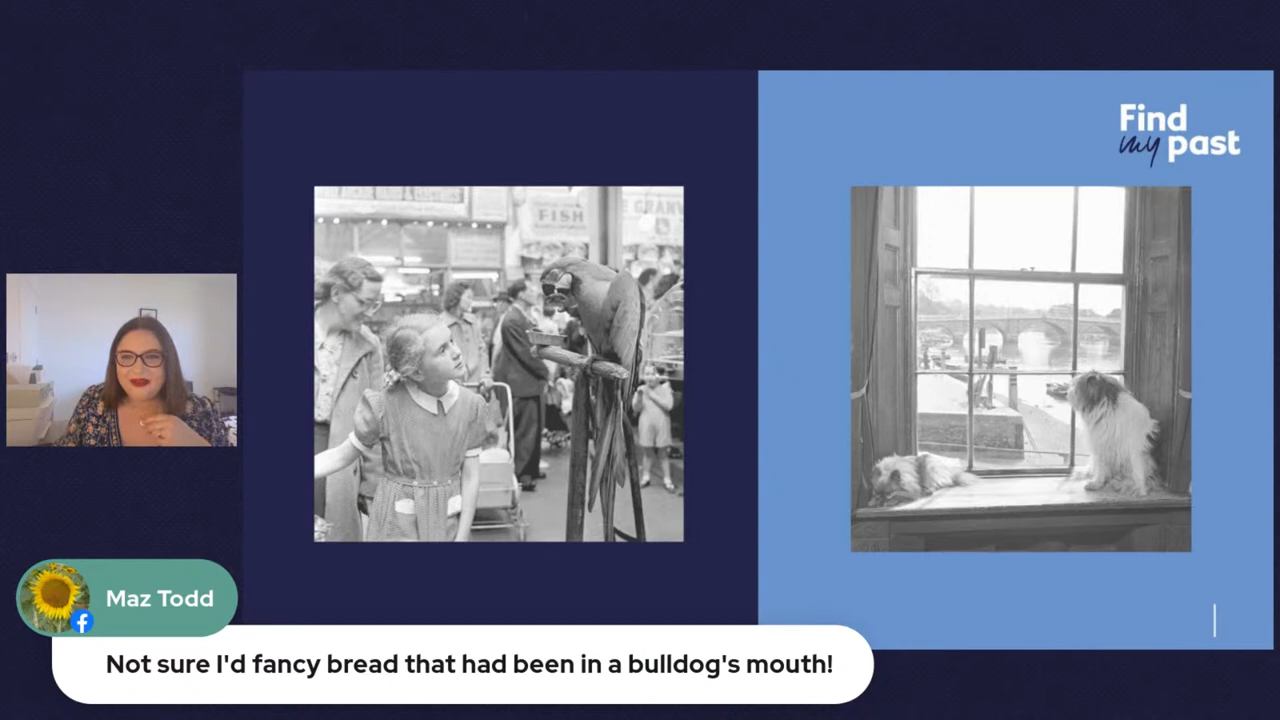 Find
my past
FISH
Maz Todd
Not sure I'd fancy bread that had been in a bulldog's mouth!